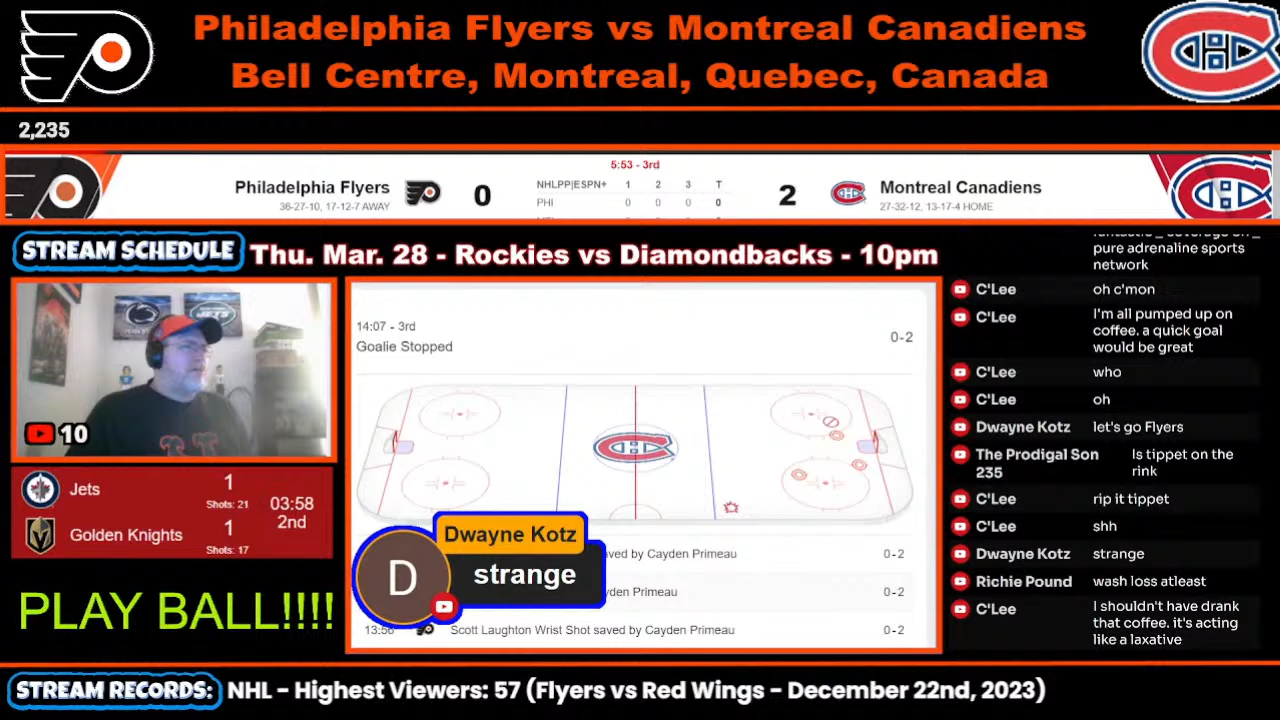 Philadelphia Flyers vs Montreal Canadiens
Bell Centre, Montreal, Quebec, Canada
2,235
5:53 - 3rd
Philadelphia Flyers
36-27-10, 17-12-7 AWAY
0
NHLPP|ESPN+ 1 2 3 T
PHI 0 0 0 0
2
Montreal Canadiens
27-32-12, 13-17-4 HOME
STREAM SCHEDULE
Thu. Mar. 28 - Rockies vs Diamondbacks - 10pm
JETS
10
Jets 1
Shots: 21
03:58
2nd
Golden Knights 1
Shots: 17
PLAY BALL!!!!
14:07 - 3rd
Goalie Stopped
0-2
ved by Cayden Primeau 0-2
yden Primeau 0-2
13:56 Scott Laughton Wrist Shot saved by Cayden Primeau 0-2
D
Dwayne Kotz
strange
pure adrenaline sports
network
C'Lee oh c'mon
C'Lee I'm all pumped up on
coffee. a quick goal
would be great
C'Lee who
C'Lee oh
Dwayne Kotz let's go Flyers
The Prodigal Son 235 Is tippet on the
rink
C'Lee rip it tippet
C'Lee shh
Dwayne Kotz strange
Richie Pound wash loss atleast
C'Lee I shouldn't have drank
that coffee. it's acting
like a laxative
STREAM RECORDS:
NHL - Highest Viewers: 57 (Flyers vs Red Wings - December 22nd, 2023)